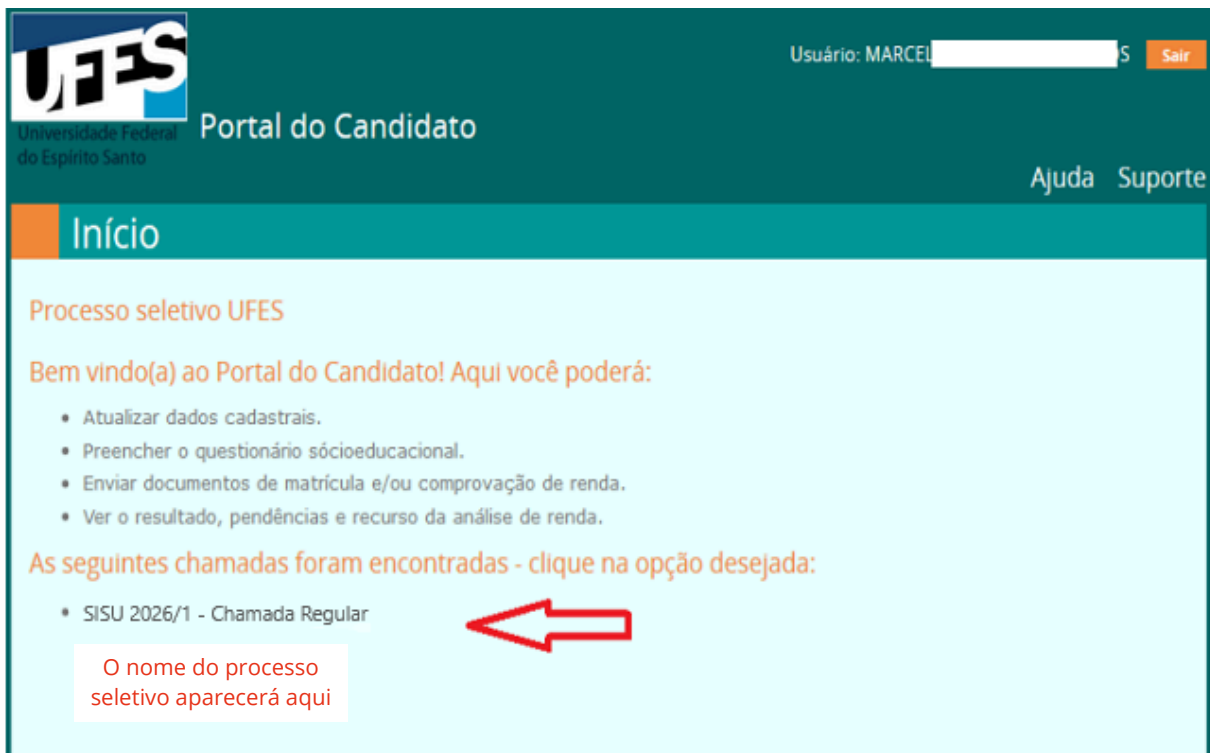 UFES
Universidade Federal
do Espírito Santo
Portal do Candidato
Usuário: MARCEL S Sair
Ajuda Suporte
Início
Processo seletivo UFES
Bem vindo(a) ao Portal do Candidato! Aqui você poderá:
• Atualizar dados cadastrais.
• Preencher o questionário sócioeducacional.
• Enviar documentos de matrícula e/ou comprovação de renda.
• Ver o resultado, pendências e recurso da análise de renda.
As seguintes chamadas foram encontradas - clique na opção desejada:
• SISU 2026/1 - Chamada Regular
O nome do processo
seletivo aparecerá aqui